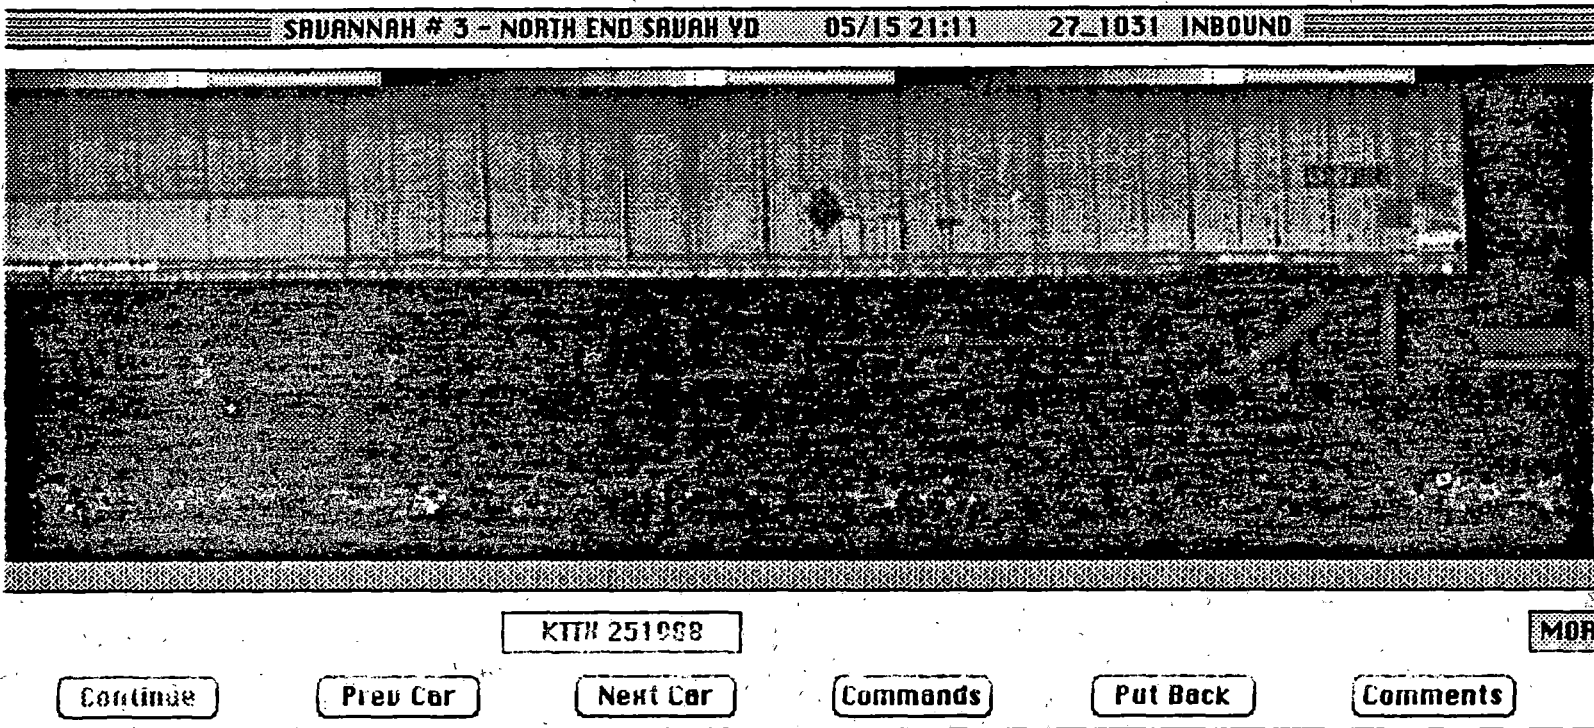 SAVANNAH # 3 - NORTH END SAVAH YD 05/15 21:11 27_1031 INBOUND
KTTX 251988
MOR
Continue Prev Car Next Car Commands Put Back Comments